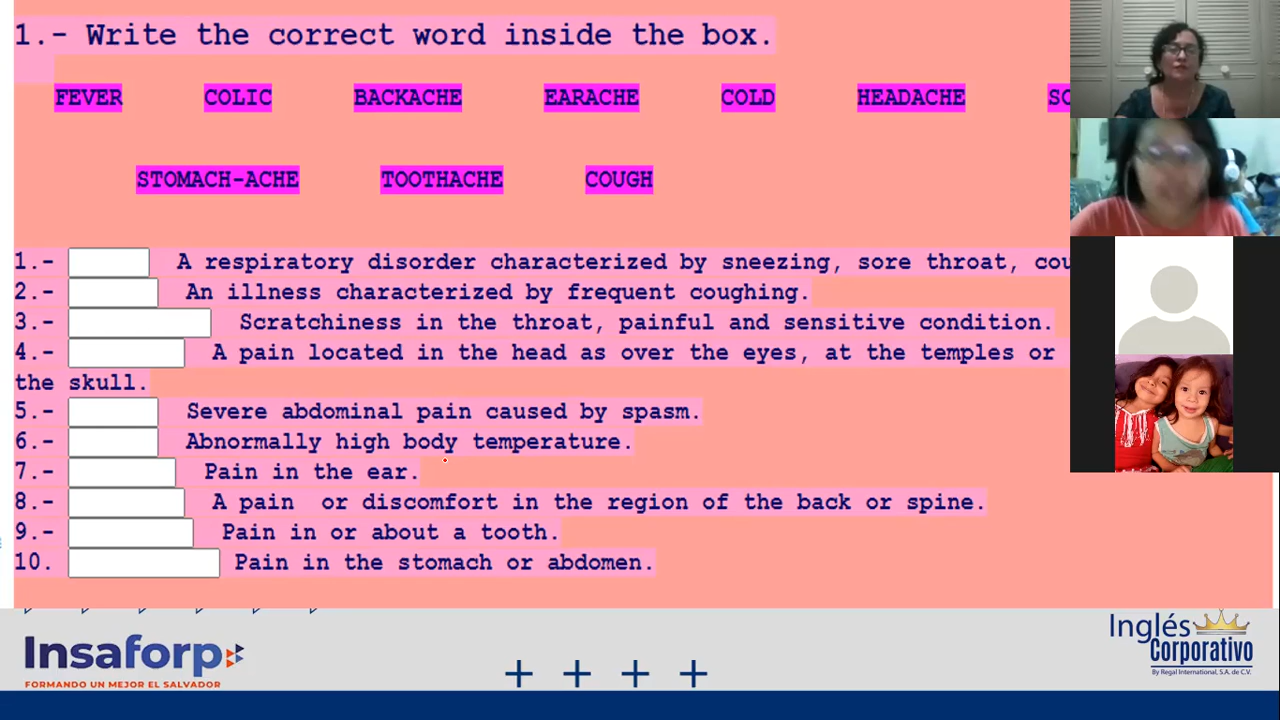 1.- Write the correct word inside the box.
FEVER COLIC BACKACHE EARACHE COLD HEADACHE
STOMACH-ACHE TOOTHACHE COUGH
1.- A respiratory disorder characterized by sneezing, sore throat,
2.- An illness characterized by frequent coughing.
3.- Scratchiness in the throat, painful and sensitive condition.
4.- A pain located in the head as over the eyes, at the temples or
the skull.
5.- Severe abdominal pain caused by spasm.
6.- Abnormally high body temperature.
7.- Pain in the ear.
8.- A pain or discomfort in the region of the back or spine.
9.- Pain in or about a tooth.
10. Pain in the stomach or abdomen.
Insaforp
FORMANDO UN MEJOR EL SALVADOR
Inglés
Corporativo
By Regal International, S.A. de C.V.